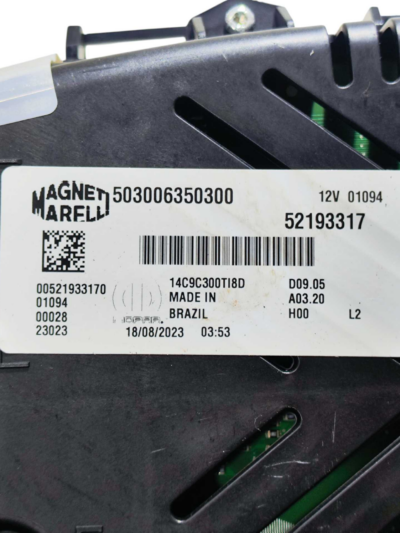 MAGNETI MARELLI 503006350300 12V 01094
52193317
00521933170 14C9C300TI8D D09.05
01094 MADE IN A03.20
00028 BRAZIL H00 L2
23023 18/08/2023 03:53